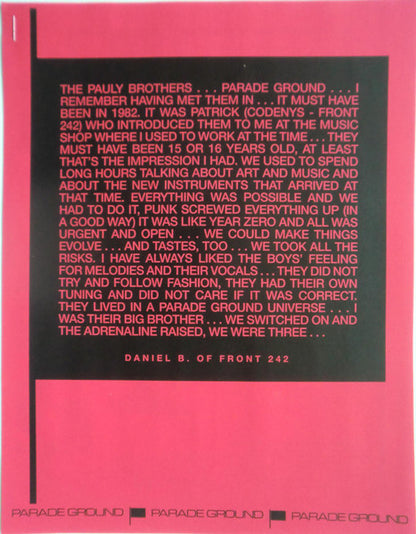 THE PAULY BROTHERS . . . PARADE GROUND . . . I
REMEMBER HAVING MET THEM IN . . . IT MUST HAVE
BEEN IN 1982. IT WAS PATRICK (CODENYS - FRONT
242) WHO INTRODUCED THEM TO ME AT THE MUSIC
SHOP WHERE I USED TO WORK AT THE TIME . . . THEY
MUST HAVE BEEN 15 OR 16 YEARS OLD, AT LEAST
THAT'S THE IMPRESSION I HAD. WE USED TO SPEND
LONG HOURS TALKING ABOUT ART AND MUSIC AND
ABOUT THE NEW INSTRUMENTS THAT ARRIVED AT
THAT TIME. EVERYTHING WAS POSSIBLE AND WE
HAD TO DO IT, PUNK SCREWED EVERYTHING UP (IN
A GOOD WAY) IT WAS LIKE YEAR ZERO AND ALL WAS
URGENT AND OPEN . . . WE COULD MAKE THINGS
EVOLVE . . . AND TASTES, TOO . . . WE TOOK ALL THE
RISKS. I HAVE ALWAYS LIKED THE BOYS' FEELING
FOR MELODIES AND THEIR VOCALS . . . THEY DID NOT
TRY AND FOLLOW FASHION, THEY HAD THEIR OWN
TUNING AND DID NOT CARE IF IT WAS CORRECT.
THEY LIVED IN A PARADE GROUND UNIVERSE . . . I
WAS THEIR BIG BROTHER . . . WE SWITCHED ON AND
THE ADRENALINE RAISED, WE WERE THREE . . .
DANIEL B. OF FRONT 242
PARADE GROUND PARADE GROUND PARADE GROUND